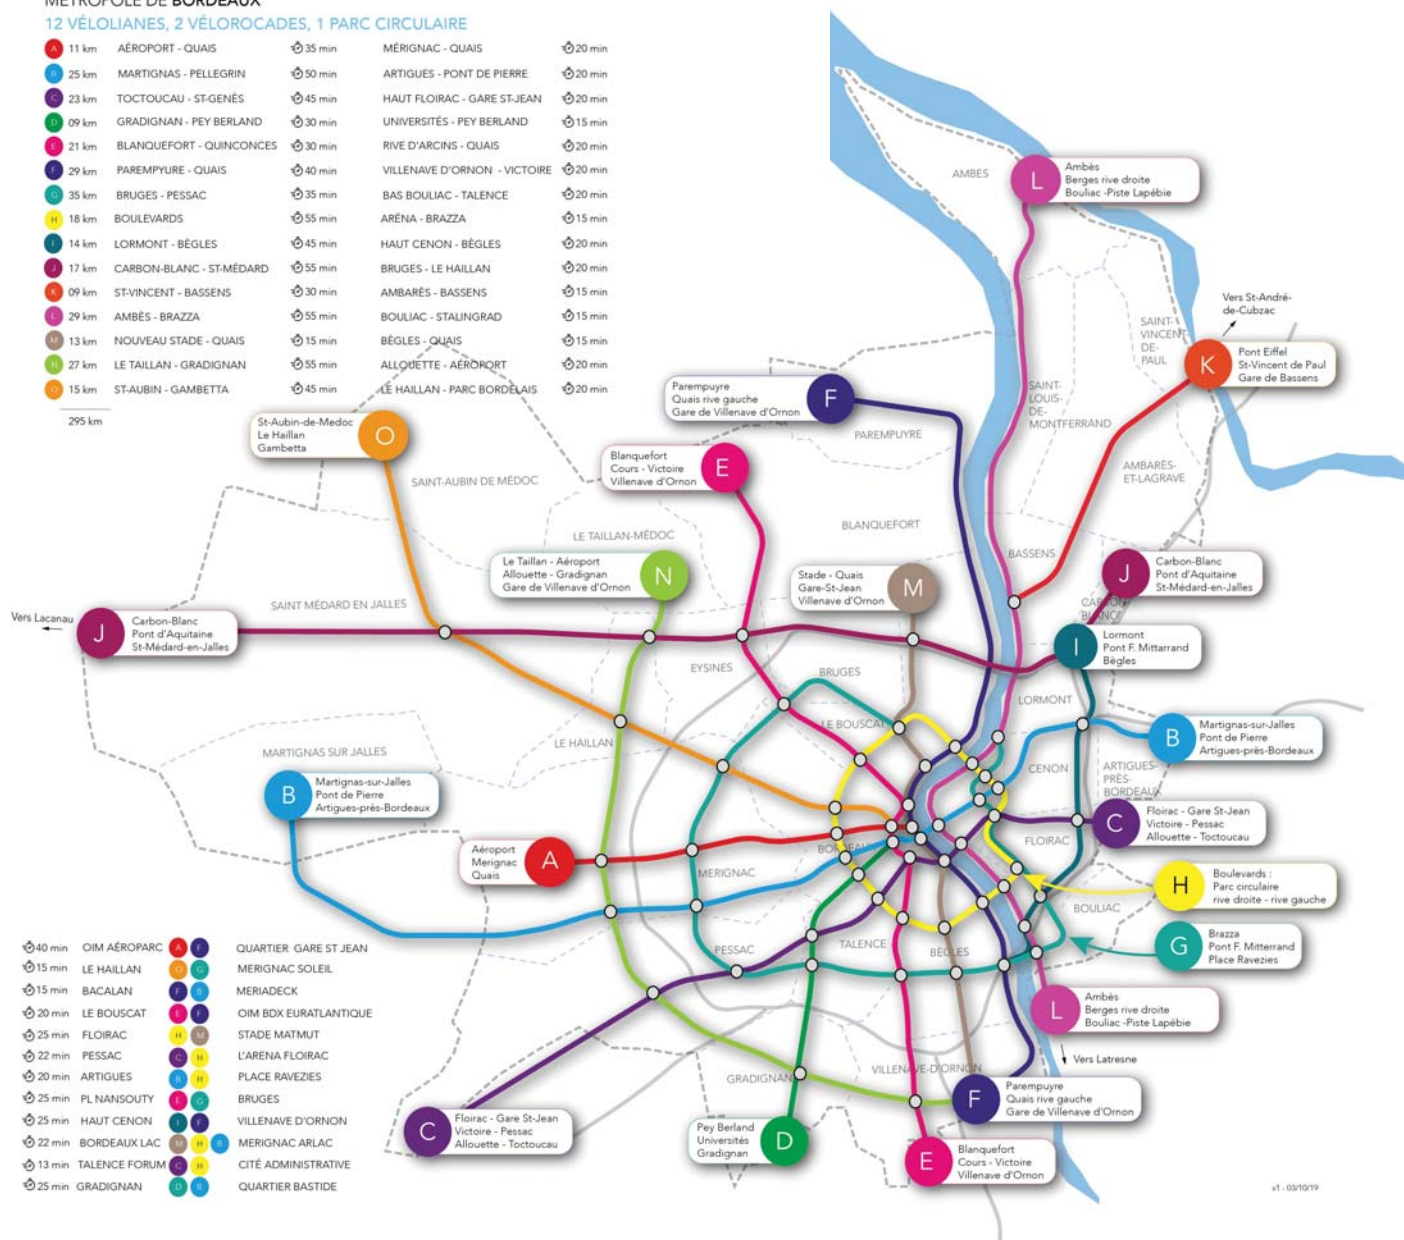 MÉTROPOLE DE BORDEAUX
12 VÉLOLIANES, 2 VÉLOROCADES, 1 PARC CIRCULAIRE
A 11 km AÉROPORT - QUAIS 35 min MÉRIGNAC - QUAIS 20 min
B 25 km MARTIGNAS - PELLEGRIN 50 min ARTIGUES - PONT DE PIERRE 20 min
C 23 km TOCTOUCAU - ST-GENÈS 45 min HAUT FLOIRAC - GARE ST-JEAN 20 min
D 09 km GRADIGNAN - PEY BERLAND 30 min UNIVERSITÉS - PEY BERLAND 15 min
E 21 km BLANQUEFORT - QUINCONCES 30 min RIVE D'ARCINS - QUAIS 20 min
F 29 km PAREMPYURE - QUAIS 40 min VILLENAVE D'ORNON - VICTOIRE 20 min
G 35 km BRUGES - PESSAC 35 min BAS BOULIAC - TALENCE 20 min
H 18 km BOULEVARDS 55 min ARÉNA - BRAZZA 15 min
I 14 km LORMONT - BÈGLES 45 min HAUT CENON - BÈGLES 20 min
J 17 km CARBON-BLANC - ST-MÉDARD 55 min BRUGES - LE HAILLAN 20 min
K 09 km ST-VINCENT - BASSENS 30 min AMBARÈS - BASSENS 15 min
L 29 km AMBÈS - BRAZZA 55 min BOULIAC - STALINGRAD 15 min
M 13 km NOUVEAU STADE - QUAIS 15 min BÈGLES - QUAIS 15 min
N 27 km LE TAILLAN - GRADIGNAN 55 min ALLOUETTE - AÉROPORT 20 min
O 15 km ST-AUBIN - GAMBETTA 45 min LE HAILLAN - PARC BORDELAIS 20 min
295 km
AMBES
L
Ambès
Berges rive droite
Bouliac -Piste Lapébie
Vers St-André-
de-Cubzac
SAINT-
VINCENT-
DE-
PAUL
K
Pont Eiffel
St-Vincent de Paul
Gare de Bassens
SAINT-
LOUIS-
DE-
MONTFERRAND
Parempuyre
Quais rive gauche
Gare de Villenave d'Ornon
F
PAREMPUYRE
St-Aubin-de-Medoc
Le Haillan
Gambetta
O
SAINT-AUBIN DE MÉDOC
Blanquefort
Cours - Victoire
Villenave d'Ornon
E
AMBARÈS-
ET-LAGRAVE
BLANQUEFORT
LE TAILLAN-MÉDOC
BASSENS
Le Taillan - Aéroport
Allouette - Gradignan
Gare de Villenave d'Ornon
N
Stade - Quais
Gare-St-Jean
Villenave d'Ornon
M
J
Carbon-Blanc
Pont d'Aquitaine
St-Médard-en-Jalles
CARBON-
BLANC
SAINT MÉDARD EN JALLES
Vers Lacanau
J
Carbon-Blanc
Pont d'Aquitaine
St-Médard-en-Jalles
I
Lormont
Pont F. Mittarrand
Bègles
EYSINES
BRUGES
LORMONT
LE BOUSCAT
LE HAILLAN
B
Martignas-sur-Jalles
Pont de Pierre
Artigues-près-Bordeaux
MARTIGNAS SUR JALLES
CENON
ARTIGUES-
PRÈS-
BORDEAUX
B
Martignas-sur-Jalles
Pont de Pierre
Artigues-près-Bordeaux
C
Floirac - Gare St-Jean
Victoire - Pessac
Allouette - Toctoucau
FLOIRAC
BORDEAUX
Aéroport
Merignac
Quais
A
MERIGNAC
H
Boulevards :
Parc circulaire
rive droite - rive gauche
BOULIAC
G
Brazza
Pont F. Mitterrand
Place Ravezies
PESSAC
TALENCE
BÈGLES
L
Ambès
Berges rive droite
Bouliac -Piste Lapébie
Vers Latresne
GRADIGNAN
VILLENAVE-D'ORNON
F
Parempuyre
Quais rive gauche
Gare de Villenave d'Ornon
C
Floirac - Gare St-Jean
Victoire - Pessac
Allouette - Toctoucau
Pey Berland
Universités
Gradignan
D
E
Blanquefort
Cours - Victoire
Villenave d'Ornon
40 min OIM AÉROPARC A F QUARTIER GARE ST JEAN
15 min LE HAILLAN O G MERIGNAC SOLEIL
15 min BACALAN F B MERIADECK
20 min LE BOUSCAT E F OIM BDX EURATLANTIQUE
25 min FLOIRAC H M STADE MATMUT
22 min PESSAC C H L'ARENA FLOIRAC
20 min ARTIGUES B H PLACE RAVEZIES
25 min PL NANSOUTY E G BRUGES
25 min HAUT CENON I F VILLENAVE D'ORNON
22 min BORDEAUX LAC M H B MERIGNAC ARLAC
13 min TALENCE FORUM C H CITÉ ADMINISTRATIVE
25 min GRADIGNAN D B QUARTIER BASTIDE
v1 - 03/10/19